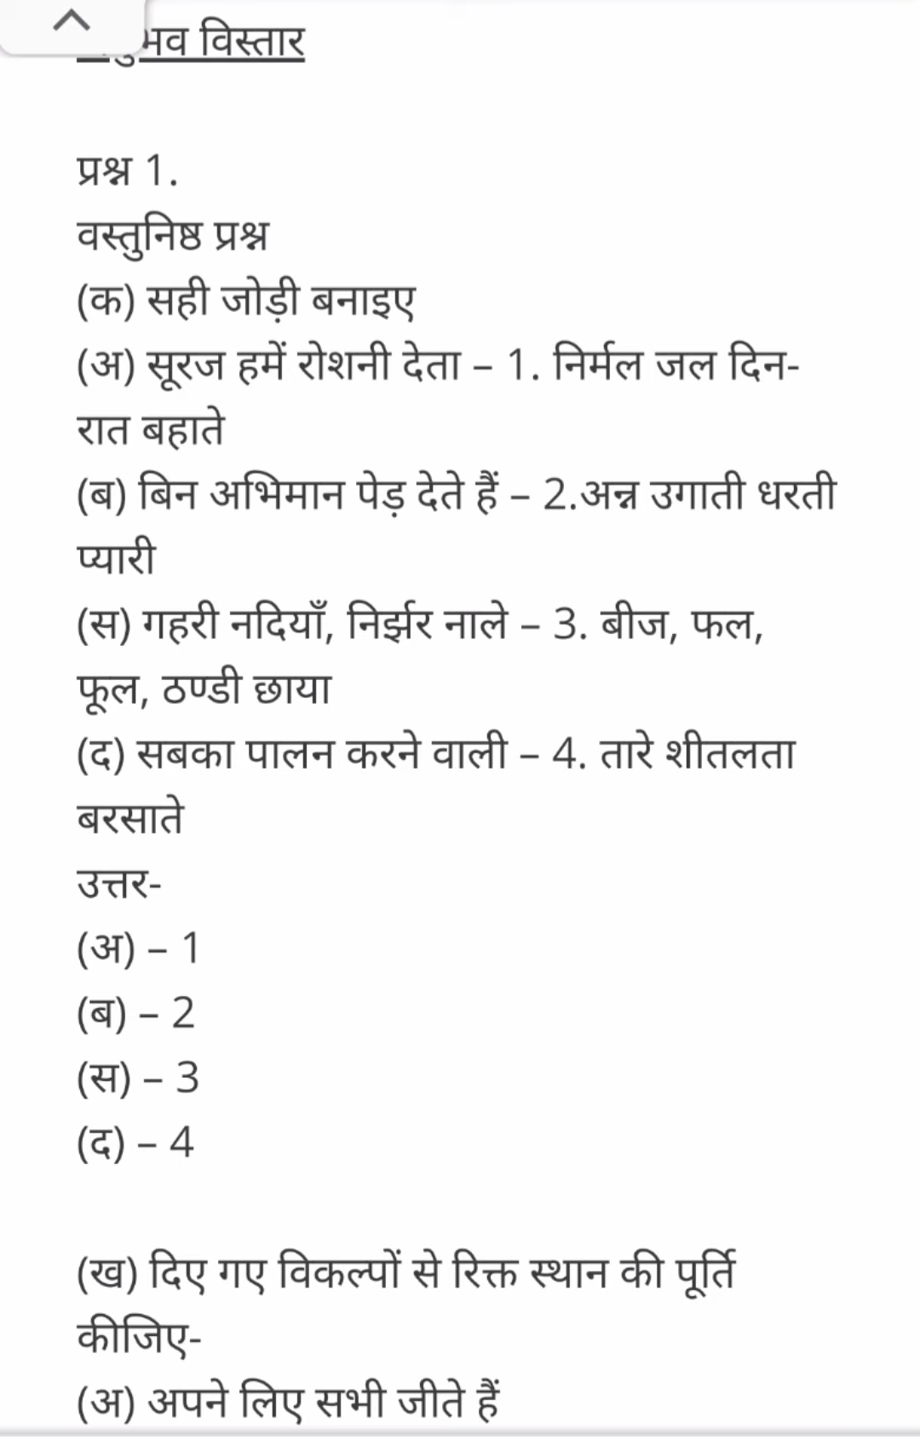 भव विस्तार
प्रश्न 1.
वस्तुनिष्ठ प्रश्न
(क) सही जोड़ी बनाइए
(अ) सूरज हमें रोशनी देता – 1. निर्मल जल दिन-
रात बहाते
(ब) बिन अभिमान पेड़ देते हैं – 2.अन्न उगाती धरती
प्यारी
(स) गहरी नदियाँ, निर्झर नाले – 3. बीज, फल,
फूल, ठण्डी छाया
(द) सबका पालन करने वाली – 4. तारे शीतलता
बरसाते
उत्तर-
(अ) – 1
(ब) – 2
(स) – 3
(द) – 4
(ख) दिए गए विकल्पों से रिक्त स्थान की पूर्ति
कीजिए-
(अ) अपने लिए सभी जीते हैं